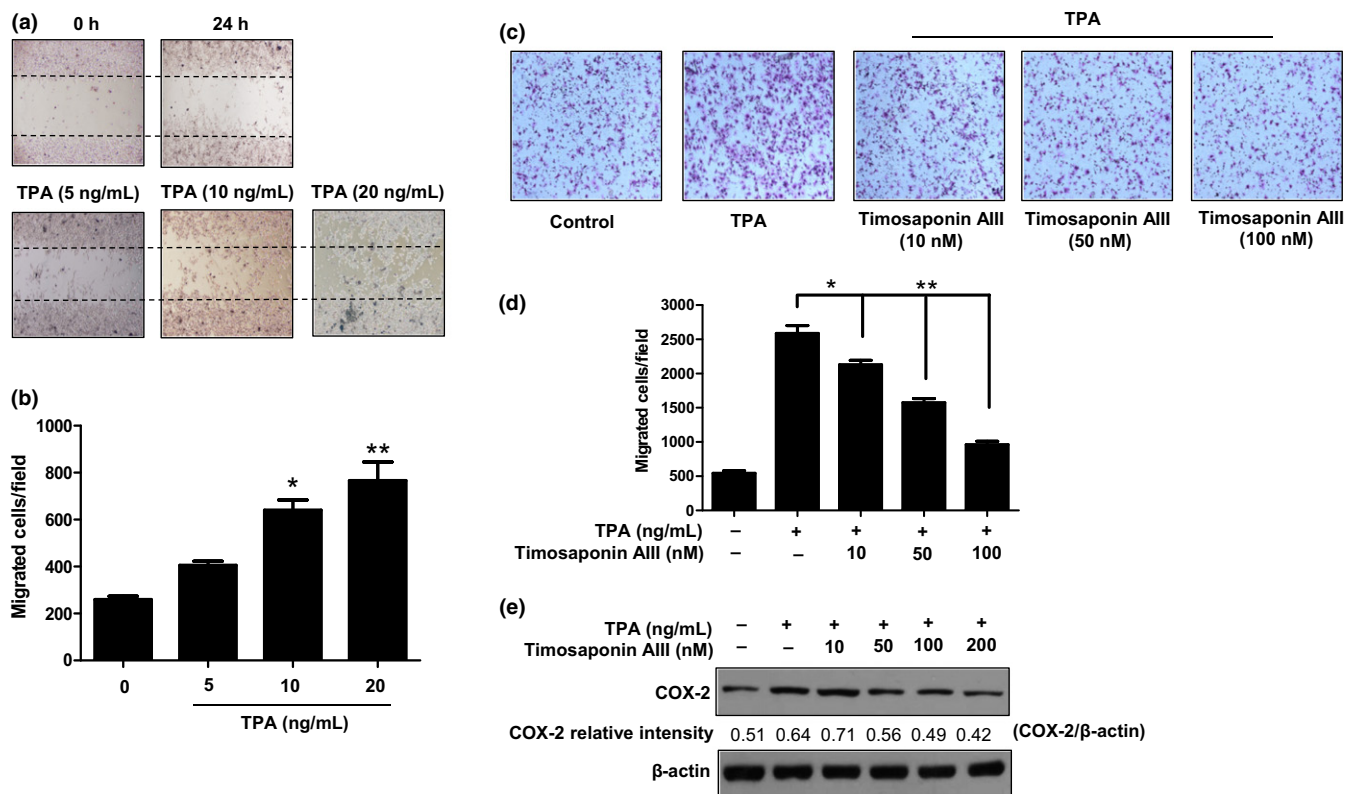 (a)
0 h 24 h
TPA (5 ng/mL) TPA (10 ng/mL) TPA (20 ng/mL)
(b)
Migrated cells/field
1000
800
600
400
200
0
* **
0 5 10 20
TPA (ng/mL)
(c)
TPA
Control TPA Timosaponin AIII (10 nM) Timosaponin AIII (50 nM) Timosaponin AIII (100 nM)
(d)
Migrated cells/field
3000
2500
2000
1500
1000
500
0
* **
TPA (ng/mL) – + + + +
Timosaponin AIII (nM) – – 10 50 100
(e)
TPA (ng/mL) – + + + + +
Timosaponin AIII (nM) – – 10 50 100 200
COX-2
COX-2 relative intensity 0.51 0.64 0.71 0.56 0.49 0.42 (COX-2/β-actin)
β-actin